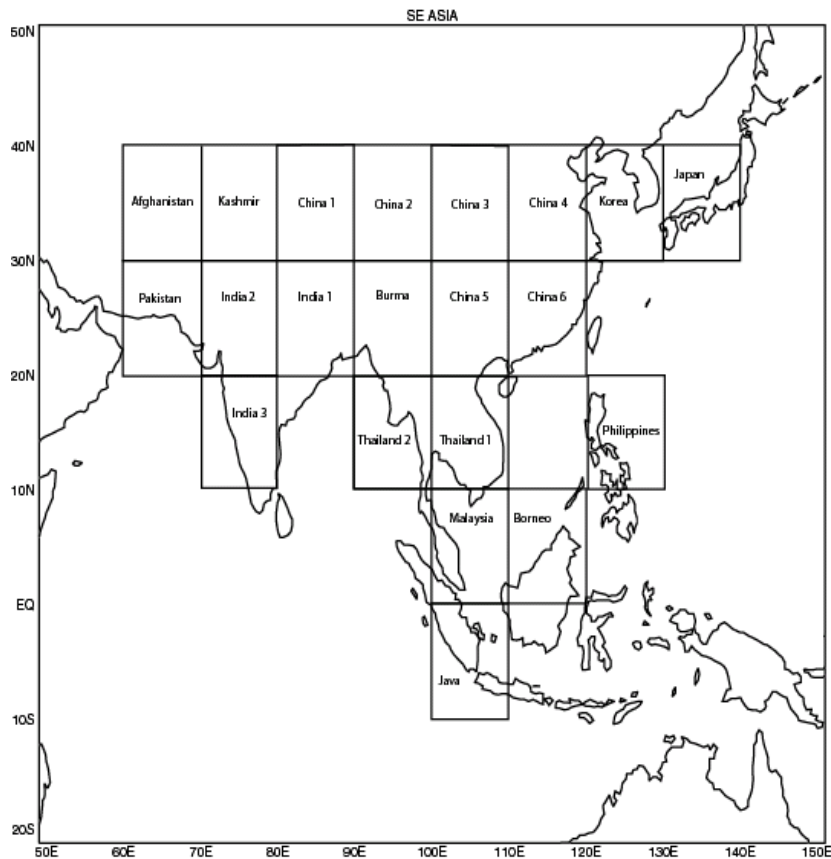 SE ASIA
50N
40N
Afghanistan Kashmir China 1 China 2 China 3 China 4 Korea Japan
30N
Pakistan India 2 India 1 Burma China 5 China 6
20N
India 3 Thailand 2 Thailand 1 Philippines
10N
Malaysia Borneo
EQ
Java
10S
20S
50E 60E 70E 80E 90E 100E 110E 120E 130E 140E 150E